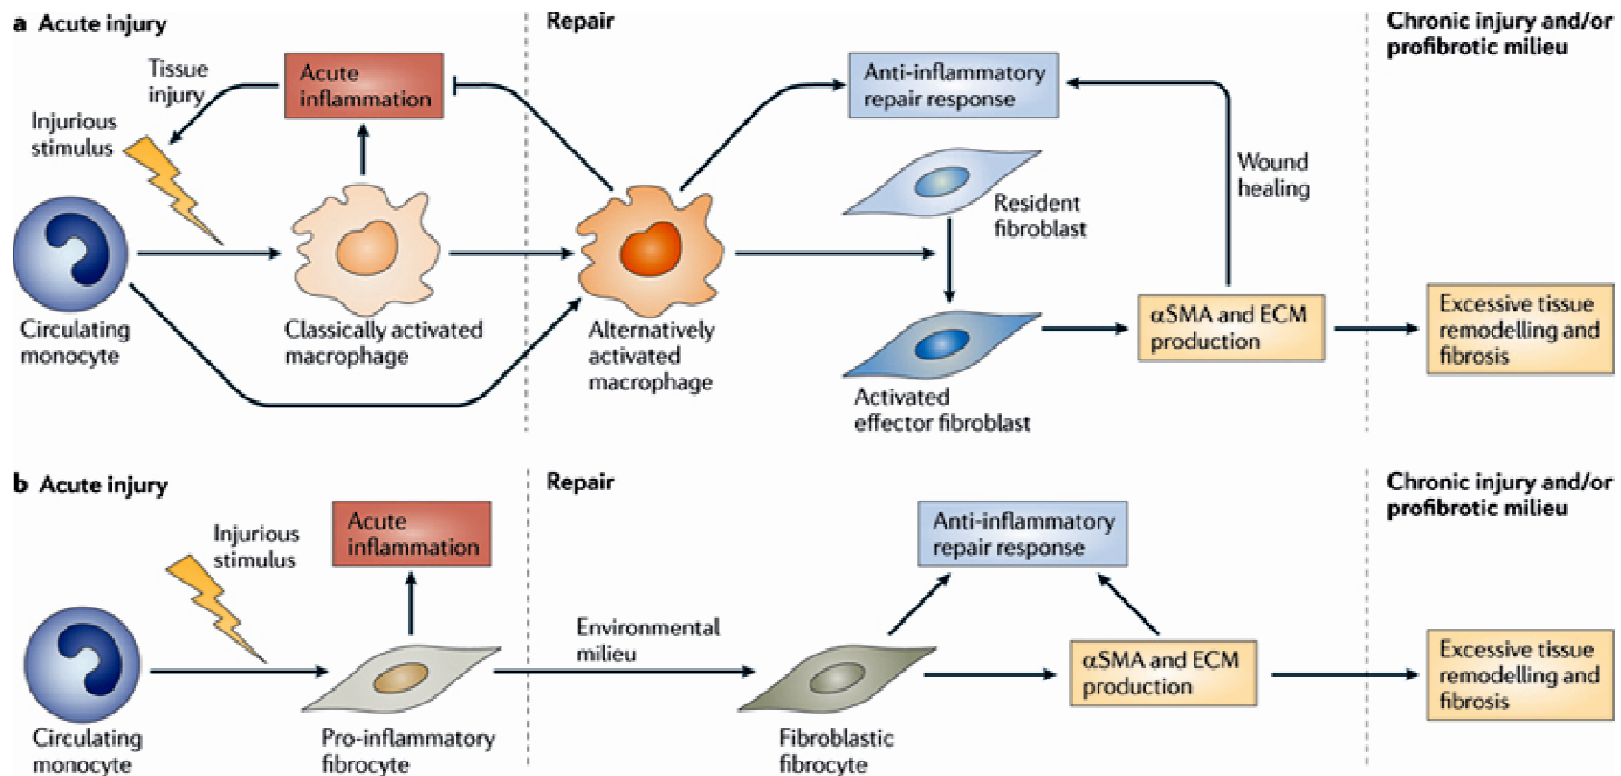 a Acute injury
Repair
Chronic injury and/or
profibrotic milieu
Tissue
injury
Acute
inflammation
Anti-inflammatory
repair response
Injurious
stimulus
Wound
healing
Resident
fibroblast
Circulating
monocyte
Classically activated
macrophage
Alternatively
activated
macrophage
αSMA and ECM
production
Excessive tissue
remodelling and
fibrosis
Activated
effector fibroblast
b Acute injury
Repair
Chronic injury and/or
profibrotic milieu
Injurious
stimulus
Acute
inflammation
Anti-inflammatory
repair response
Environmental
milieu
αSMA and ECM
production
Excessive tissue
remodelling and
fibrosis
Circulating
monocyte
Pro-inflammatory
fibrocyte
Fibroblastic
fibrocyte